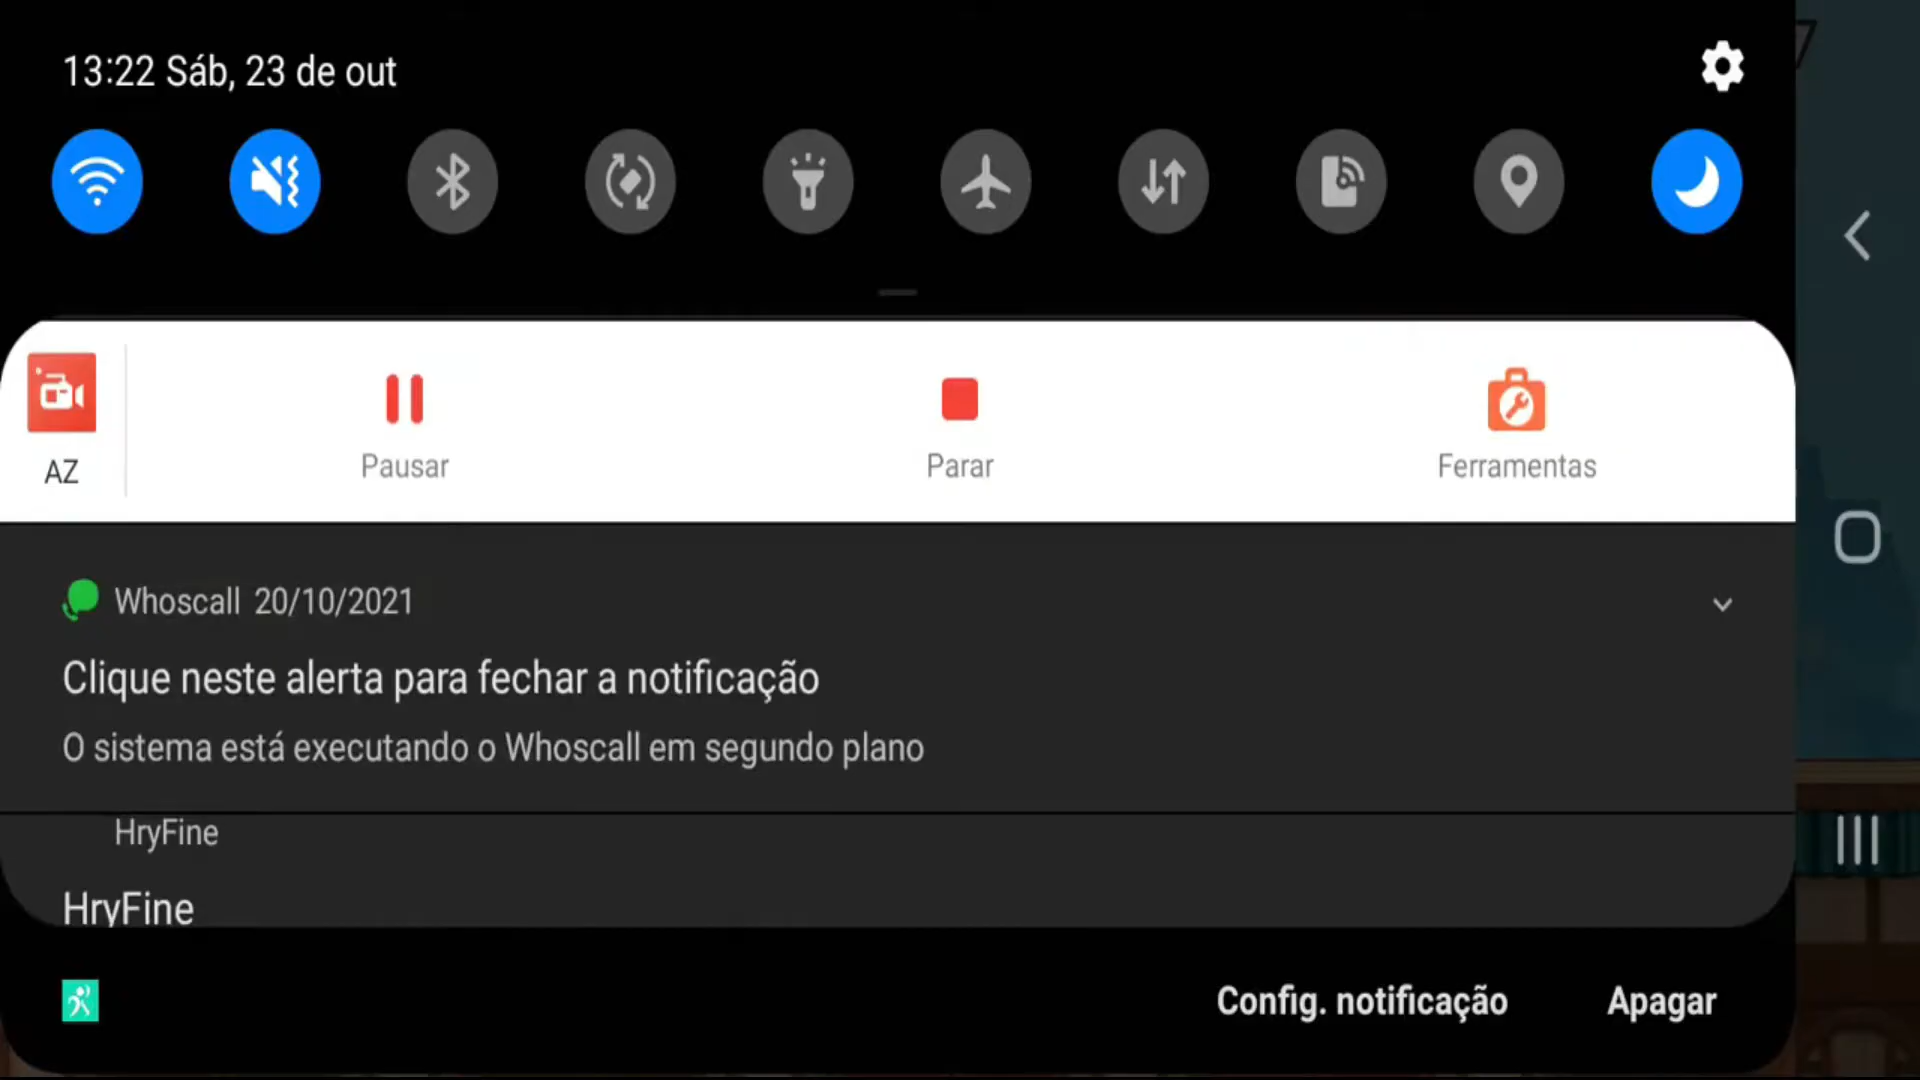 13:22 Sáb, 23 de out
AZ
Pausar
Parar
Ferramentas
Whoscall 20/10/2021
Clique neste alerta para fechar a notificação
O sistema está executando o Whoscall em segundo plano
HryFine
HryFine
Config. notificação
Apagar